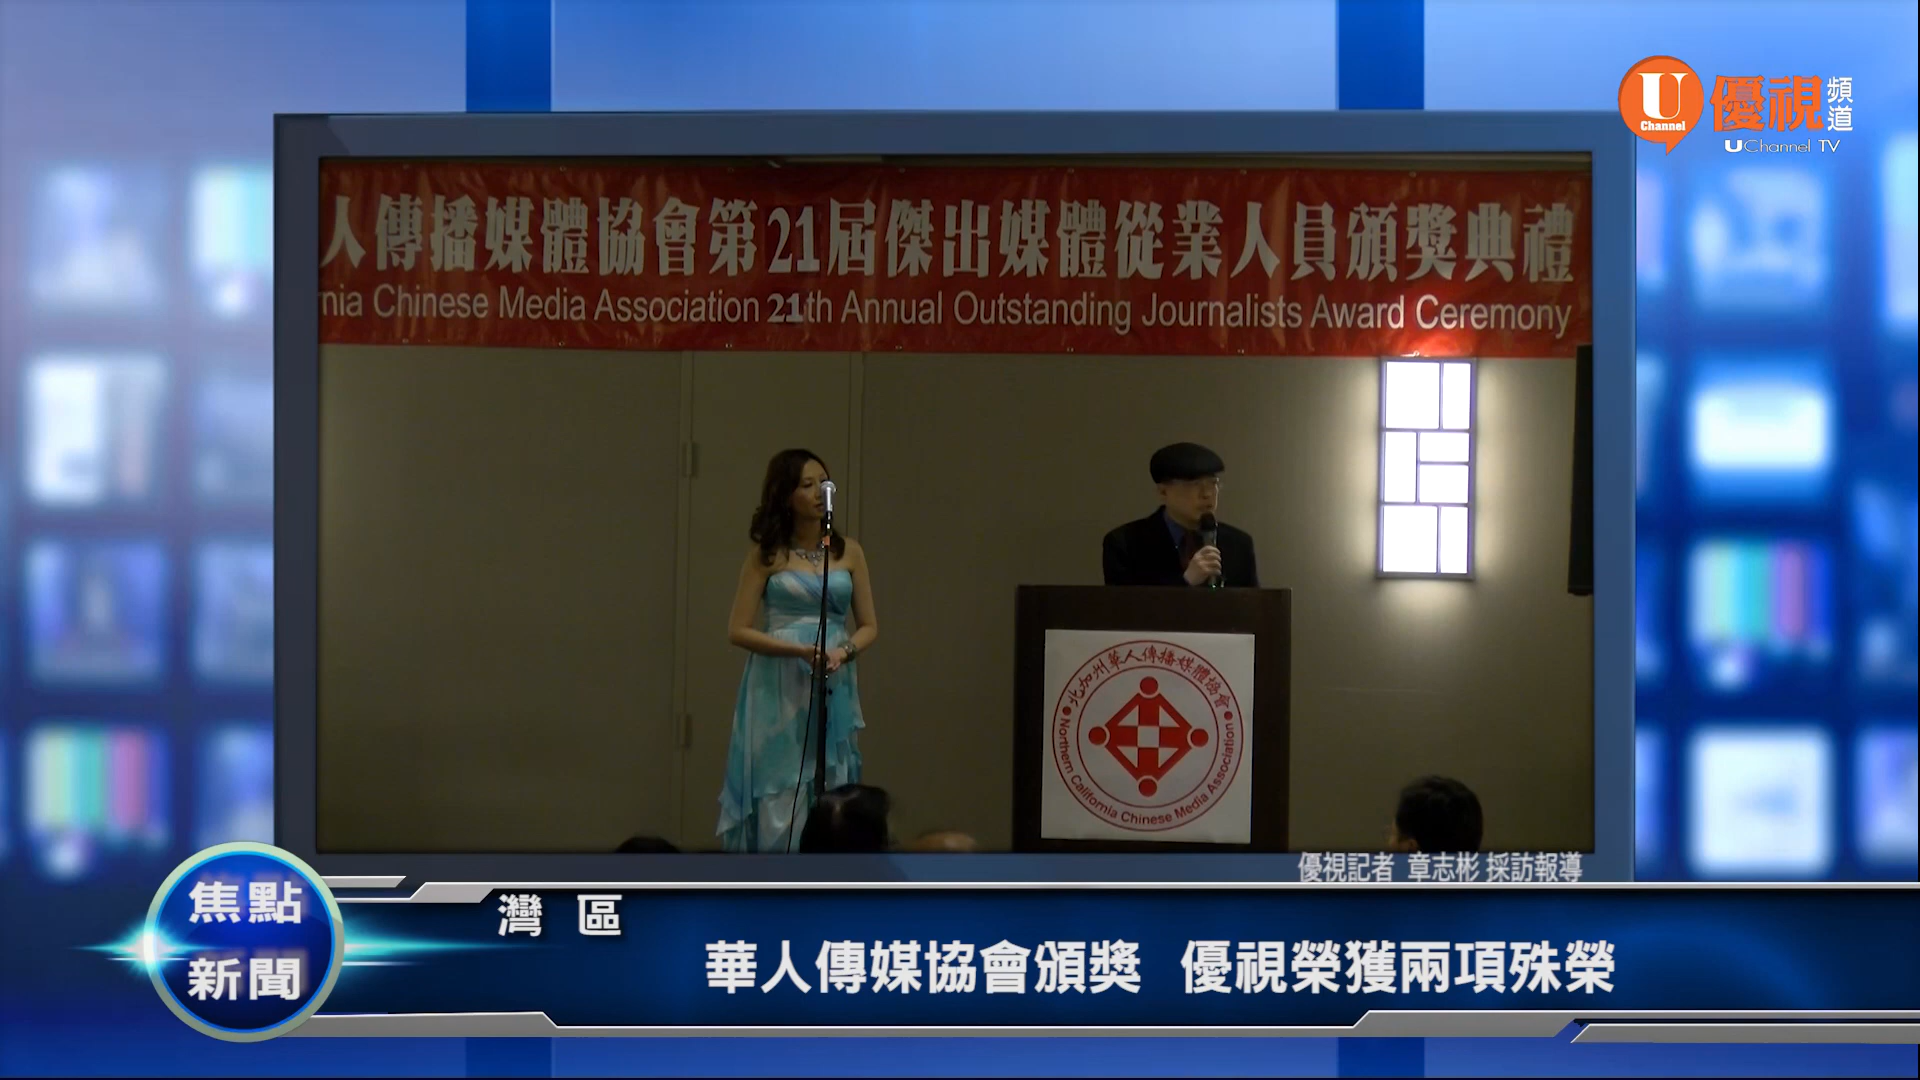 U
Channel
優視
頻道
UChannel TV
人傳播媒體協會第21屆傑出媒體從業人員頒獎典禮
nia Chinese Media Association 21th Annual Outstanding Journalists Award Ceremony
北加州華人傳播媒體協會
Northern California Chinese Media Association
優視記者 章志彬 採訪報導
焦點
新聞
灣 區
華人傳媒協會頒獎 優視榮獲兩項殊榮